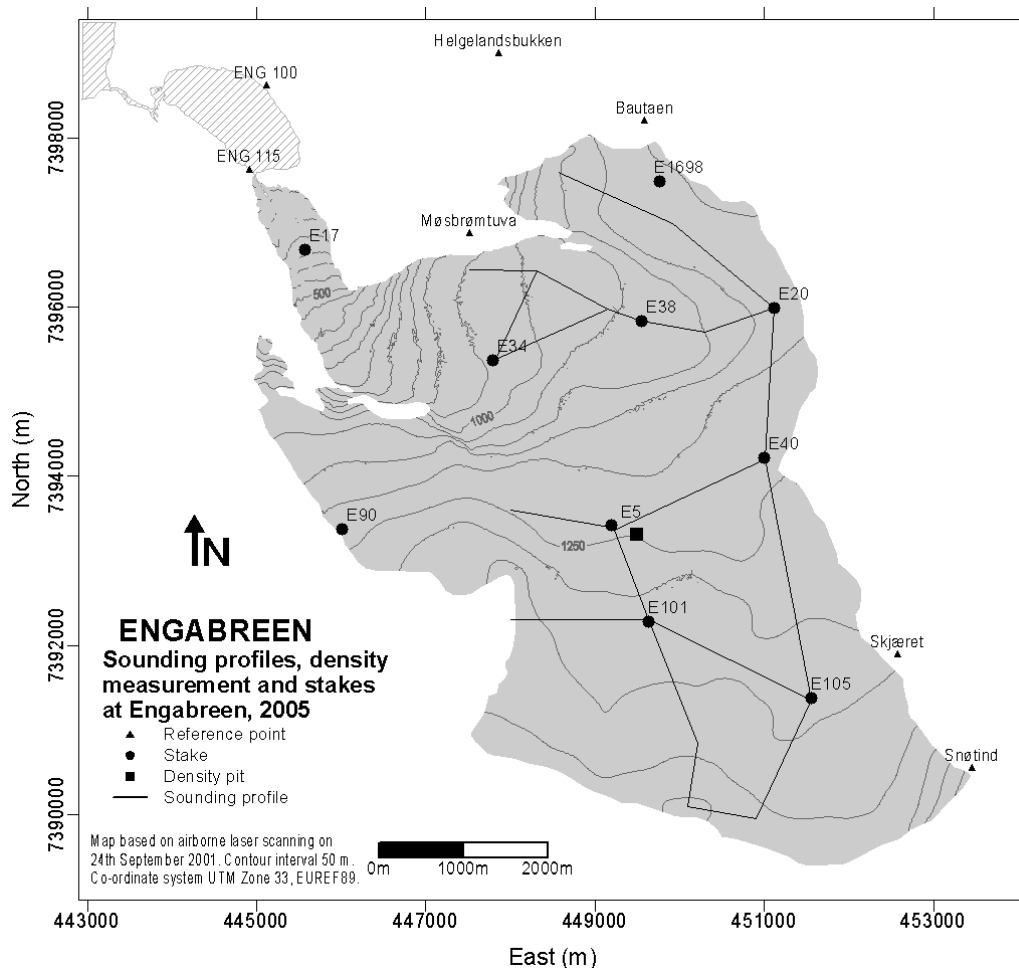 Helgelandsbukken
ENG 100
Bautaen
ENG 115
E1698
Møsbrømtuva
E17
500
E20
E38
E34
1000
E40
E90
E5
1250
N
E101
Skjæret
E105
Snøtind
ENGABREEN
Sounding profiles, density
measurement and stakes
at Engabreen, 2005
Reference point
Stake
Density pit
Sounding profile
Map based on airborne laser scanning on
24th September 2001. Contour interval 50 m.
Co-ordinate system UTM Zone 33, EUREF89.
0m 1000m 2000m
7398000
7396000
7394000
7392000
7390000
North (m)
443000 445000 447000 449000 451000 453000
East (m)